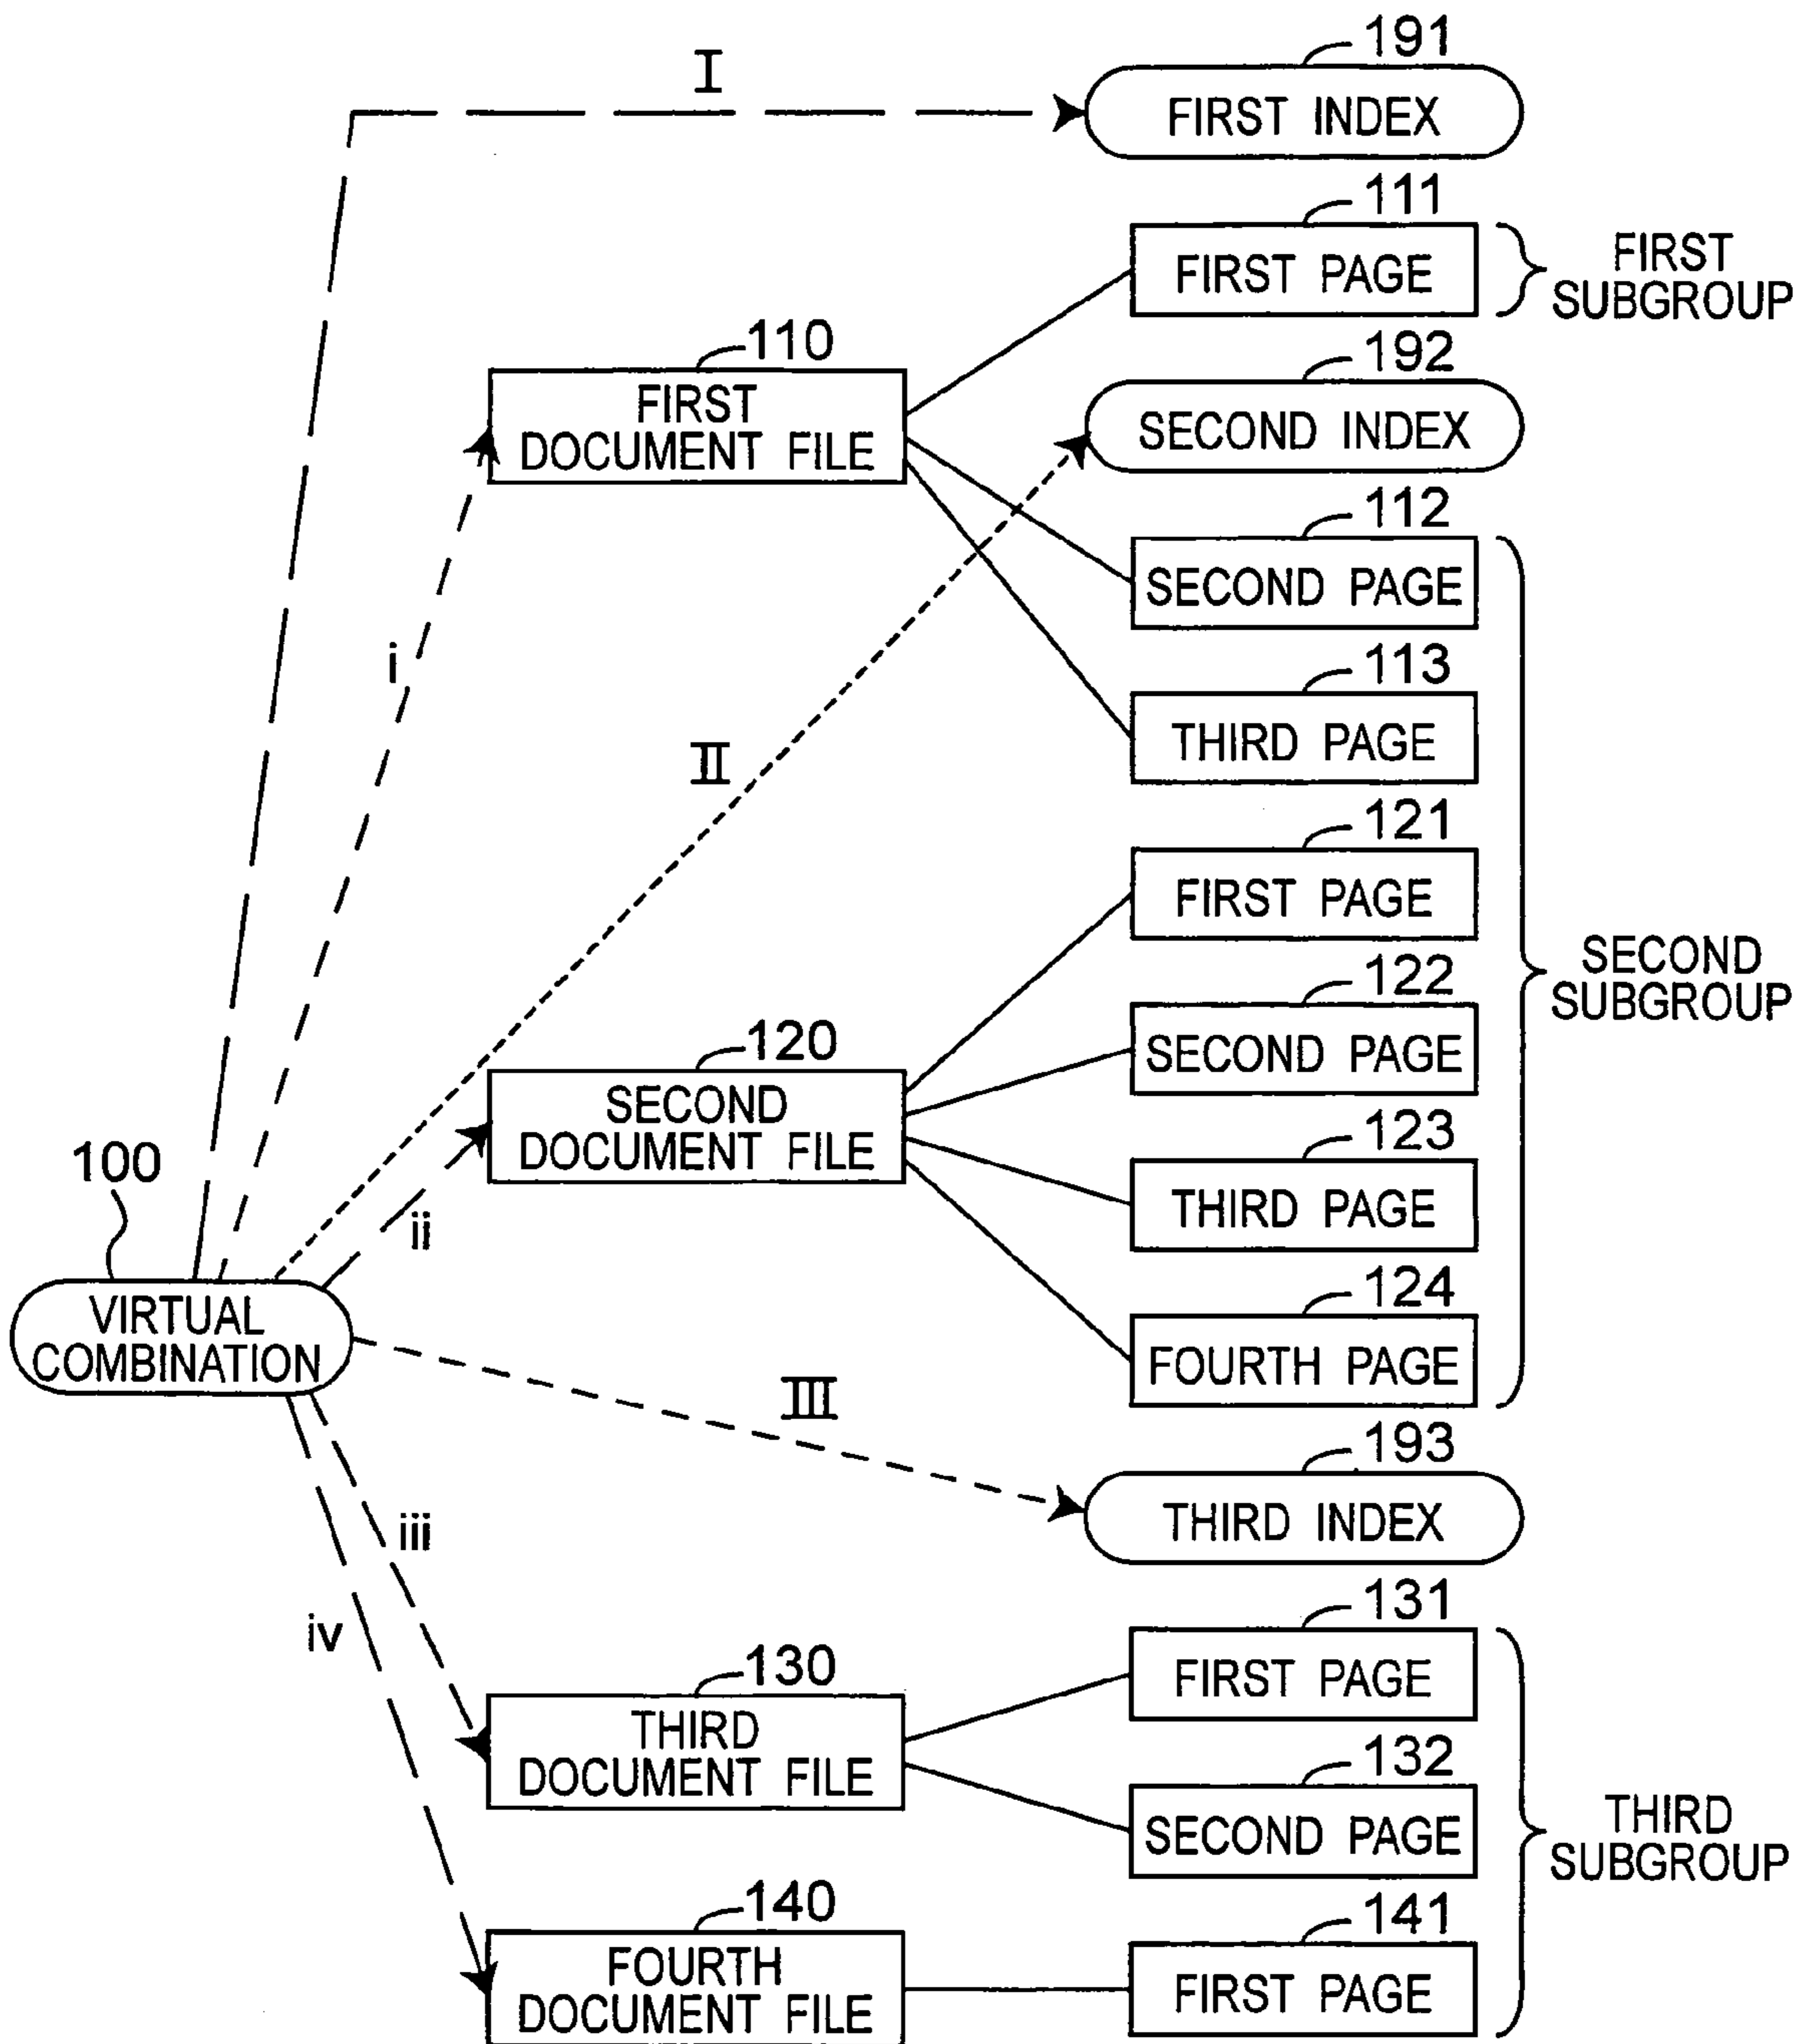 191
I
FIRST INDEX
111
FIRST PAGE
FIRST
SUBGROUP
110
FIRST
DOCUMENT FILE
192
SECOND INDEX
112
SECOND PAGE
i
113
THIRD PAGE
II
121
FIRST PAGE
SECOND
SUBGROUP
122
SECOND PAGE
120
SECOND
DOCUMENT FILE
123
THIRD PAGE
100
ii
124
FOURTH PAGE
VIRTUAL
COMBINATION
III
193
THIRD INDEX
iii
iv
131
FIRST PAGE
130
THIRD
DOCUMENT FILE
132
SECOND PAGE
THIRD
SUBGROUP
140
FOURTH
DOCUMENT FILE
141
FIRST PAGE